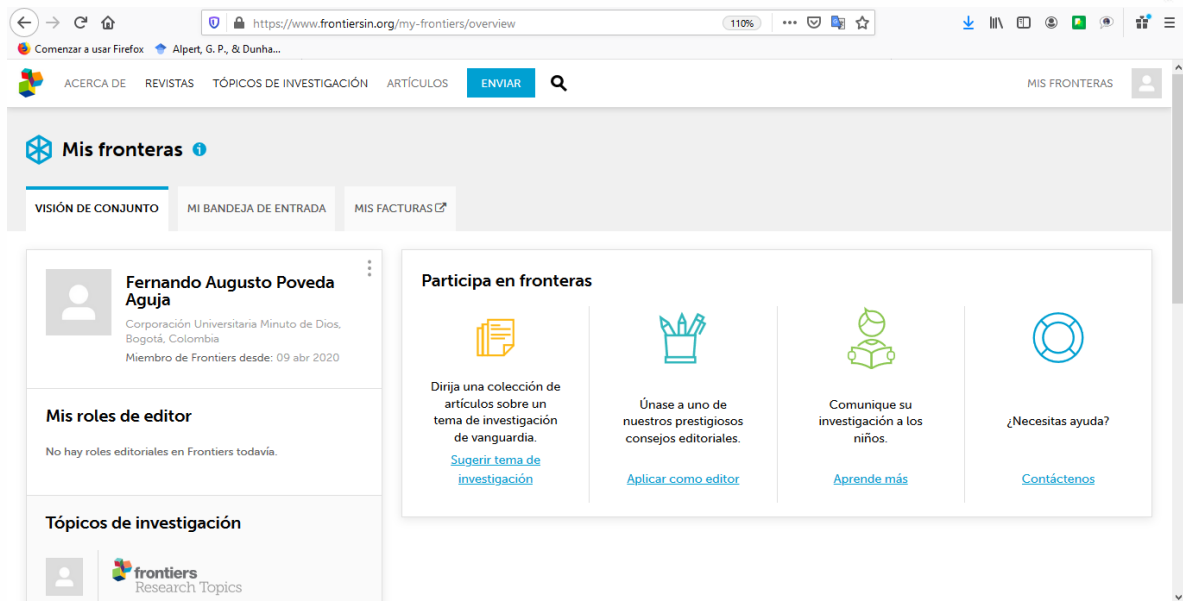 https://www.frontiersin.org/my-frontiers/overview
110%
Comenzar a usar Firefox
Alpert, G. P., & Dunha...
ACERCA DE
REVISTAS
TÓPICOS DE INVESTIGACIÓN
ARTÍCULOS
ENVIAR
MIS FRONTERAS
Mis fronteras
VISIÓN DE CONJUNTO
MI BANDEJA DE ENTRADA
MIS FACTURAS
Fernando Augusto Poveda
Aguja
Corporación Universitaria Minuto de Dios,
Bogotá, Colombia
Miembro de Frontiers desde: 09 abr 2020
Mis roles de editor
No hay roles editoriales en Frontiers todavía.
Tópicos de investigación
frontiers
Research Topics
Participa en fronteras
Dirija una colección de
artículos sobre un
tema de investigación
de vanguardia.
Sugerir tema de
investigación
Únase a uno de
nuestros prestigiosos
consejos editoriales.
Aplicar como editor
Comunique su
investigación a los
niños.
Aprende más
¿Necesitas ayuda?
Contáctenos